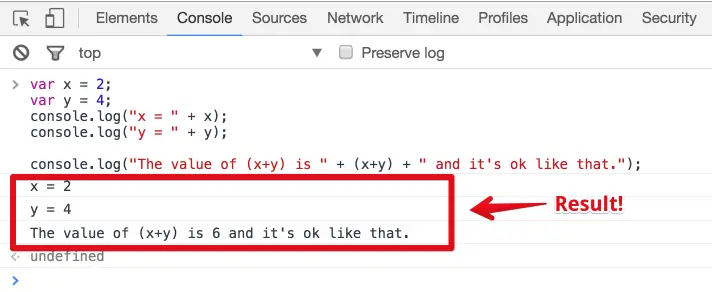 Elements Console Sources Network Timeline Profiles Application Security
top Preserve log
> var x = 2;
var y = 4;
console.log("x = " + x);
console.log("y = " + y);
console.log("The value of (x+y) is " + (x+y) + " and it's ok like that.");
x = 2
y = 4
Result!
The value of (x+y) is 6 and it's ok like that.
undefined
>